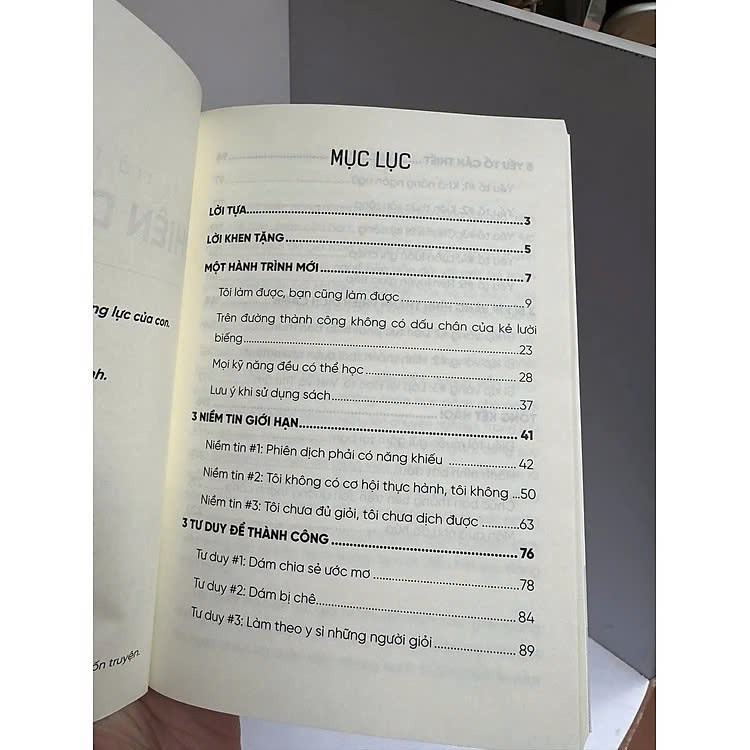 ng lực của con.
nh.
ốn truyện.
MỤC LỤC
LỜI TỰA 3
LỜI KHEN TẶNG 5
MỘT HÀNH TRÌNH MỚI 7
Tôi làm được, bạn cũng làm được 9
Trên đường thành công không có dấu chân của kẻ lười
biếng 23
Mọi kỹ năng đều có thể học 28
Lưu ý khi sử dụng sách 37
3 NIỀM TIN GIỚI HẠN 41
Niềm tin #1: Phiên dịch phải có năng khiếu 42
Niềm tin #2: Tôi không có cơ hội thực hành, tôi không ...50
Niềm tin #3: Tôi chưa đủ giỏi, tôi chưa dịch được 63
3 TƯ DUY ĐỂ THÀNH CÔNG 76
Tư duy #1: Dám chia sẻ ước mơ 78
Tư duy #2: Dám bị chê 84
Tư duy #3: Làm theo y sì những người giỏi 89